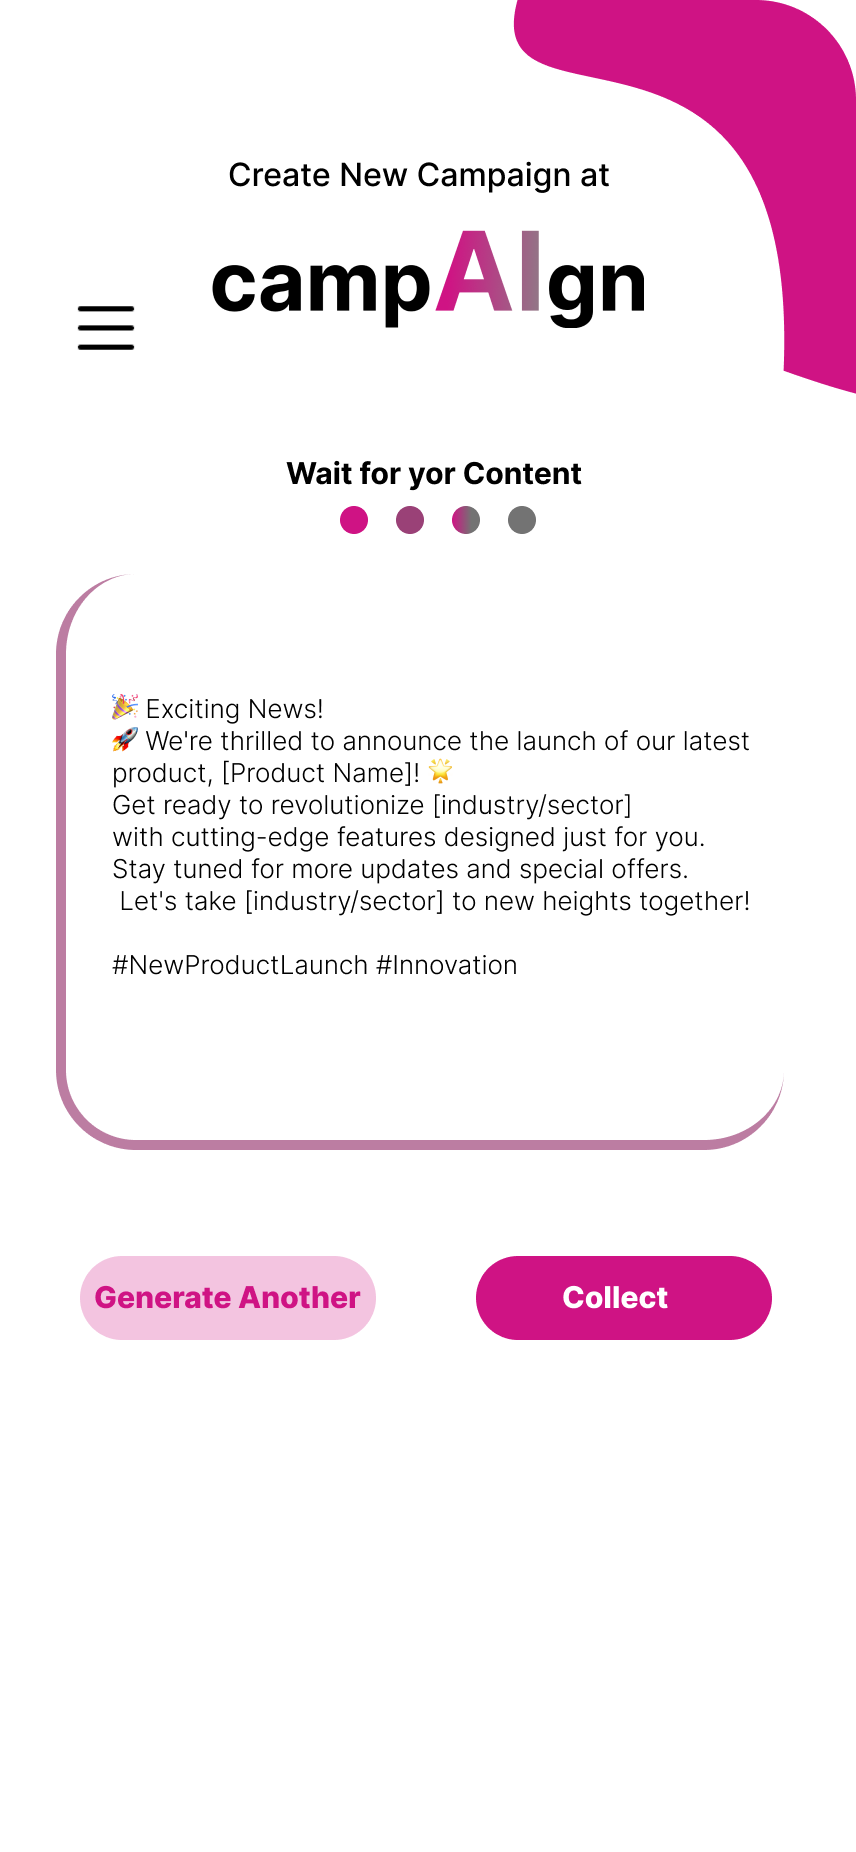 Create New Campaign at
campAIgn
Wait for yor Content
🎉 Exciting News!
🚀 We're thrilled to announce the launch of our latest
product, [Product Name]! 🌟
Get ready to revolutionize [industry/sector]
with cutting-edge features designed just for you.
Stay tuned for more updates and special offers.
Let's take [industry/sector] to new heights together!
#NewProductLaunch #Innovation
Generate Another
Collect